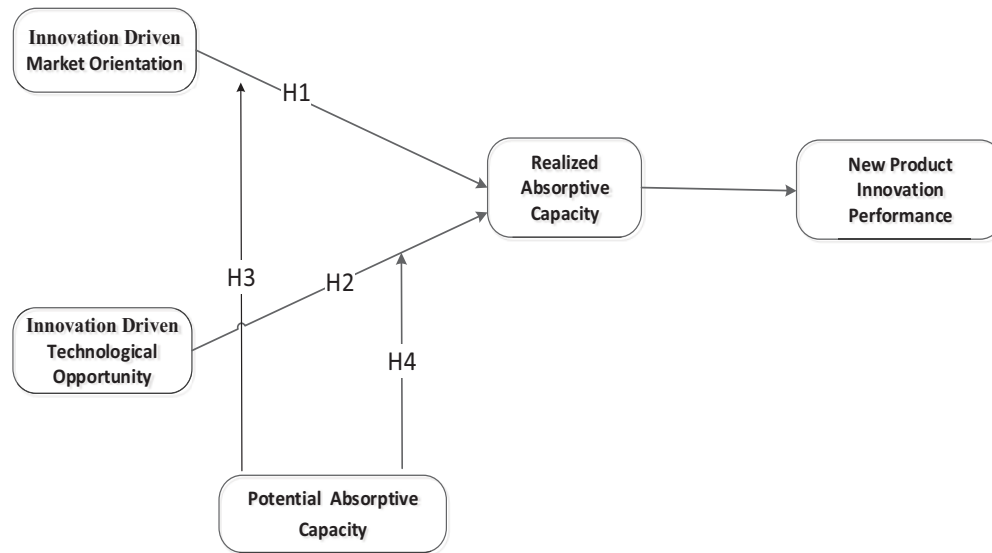 Innovation Driven
Market Orientation
H1
Realized
Absorptive
Capacity
New Product
Innovation
Performance
H3
H2
Innovation Driven
Technological
Opportunity
H4
Potential Absorptive
Capacity